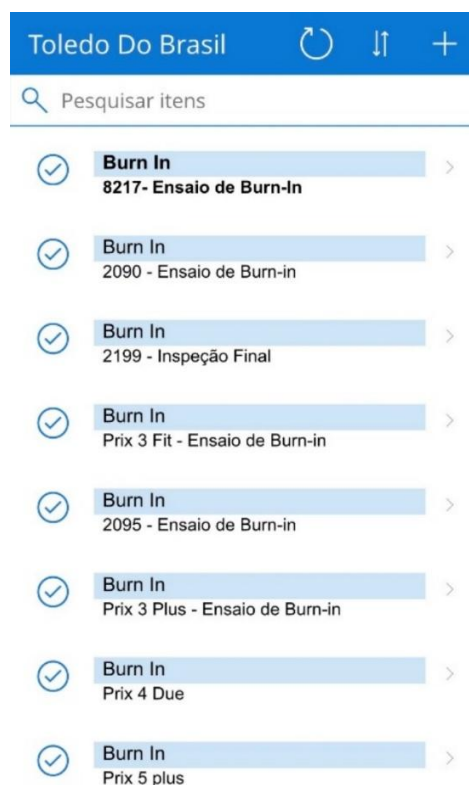 Toledo Do Brasil
Pesquisar itens
Burn In
8217- Ensaio de Burn-In
Burn In
2090 - Ensaio de Burn-in
Burn In
2199 - Inspeção Final
Burn In
Prix 3 Fit - Ensaio de Burn-in
Burn In
2095 - Ensaio de Burn-in
Burn In
Prix 3 Plus - Ensaio de Burn-in
Burn In
Prix 4 Due
Burn In
Prix 5 plus